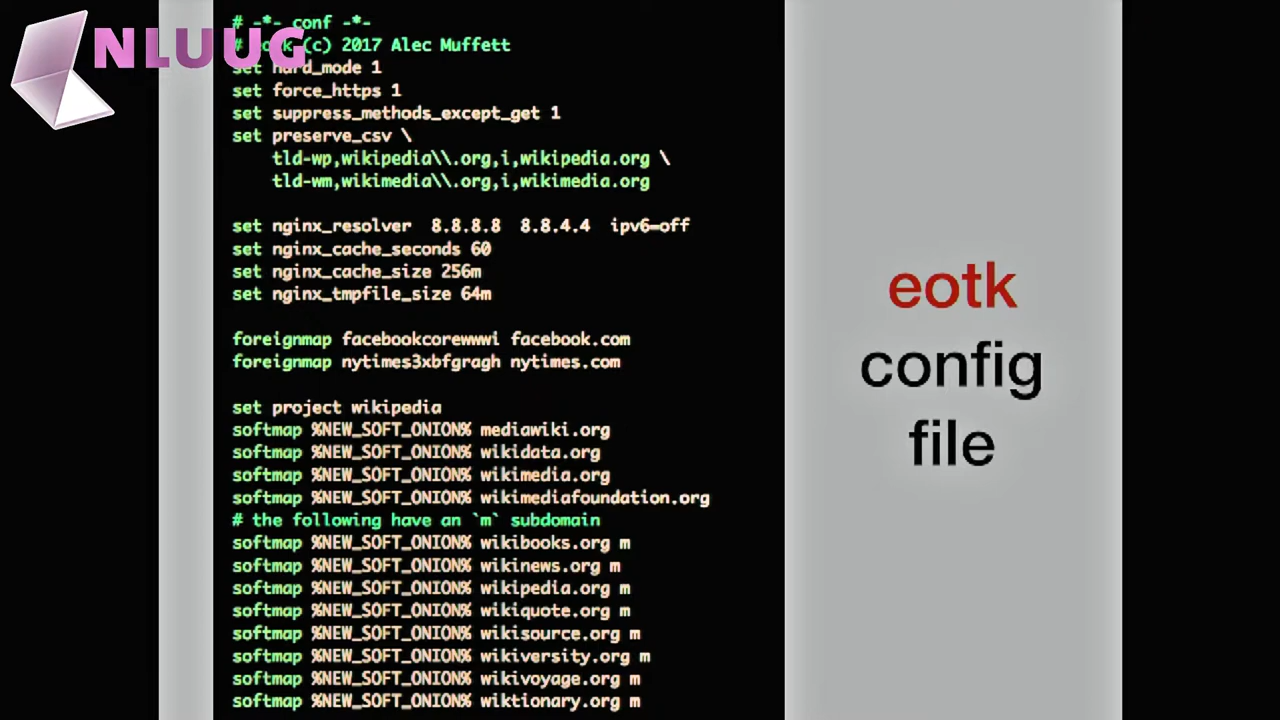 NLUUG
# -*- conf -*-
# eotk (c) 2017 Alec Muffett
set hard_mode 1
set force_https 1
set suppress_methods_except_get 1
set preserve_csv \
tld-wp,wikipedia\\.org,i,wikipedia.org \
tld-wm,wikimedia\\.org,i,wikimedia.org
set nginx_resolver 8.8.8.8 8.8.4.4 ipv6=off
set nginx_cache_seconds 60
set nginx_cache_size 256m
set nginx_tmpfile_size 64m
foreignmap facebookcorewwwi facebook.com
foreignmap nytimes3xbfgragh nytimes.com
set project wikipedia
softmap %NEW_SOFT_ONION% mediawiki.org
softmap %NEW_SOFT_ONION% wikidata.org
softmap %NEW_SOFT_ONION% wikimedia.org
softmap %NEW_SOFT_ONION% wikimediafoundation.org
# the following have an `m` subdomain
softmap %NEW_SOFT_ONION% wikibooks.org m
softmap %NEW_SOFT_ONION% wikinews.org m
softmap %NEW_SOFT_ONION% wikipedia.org m
softmap %NEW_SOFT_ONION% wikiquote.org m
softmap %NEW_SOFT_ONION% wikisource.org m
softmap %NEW_SOFT_ONION% wikiversity.org m
softmap %NEW_SOFT_ONION% wikivoyage.org m
softmap %NEW_SOFT_ONION% wiktionary.org m
eotk
config
file